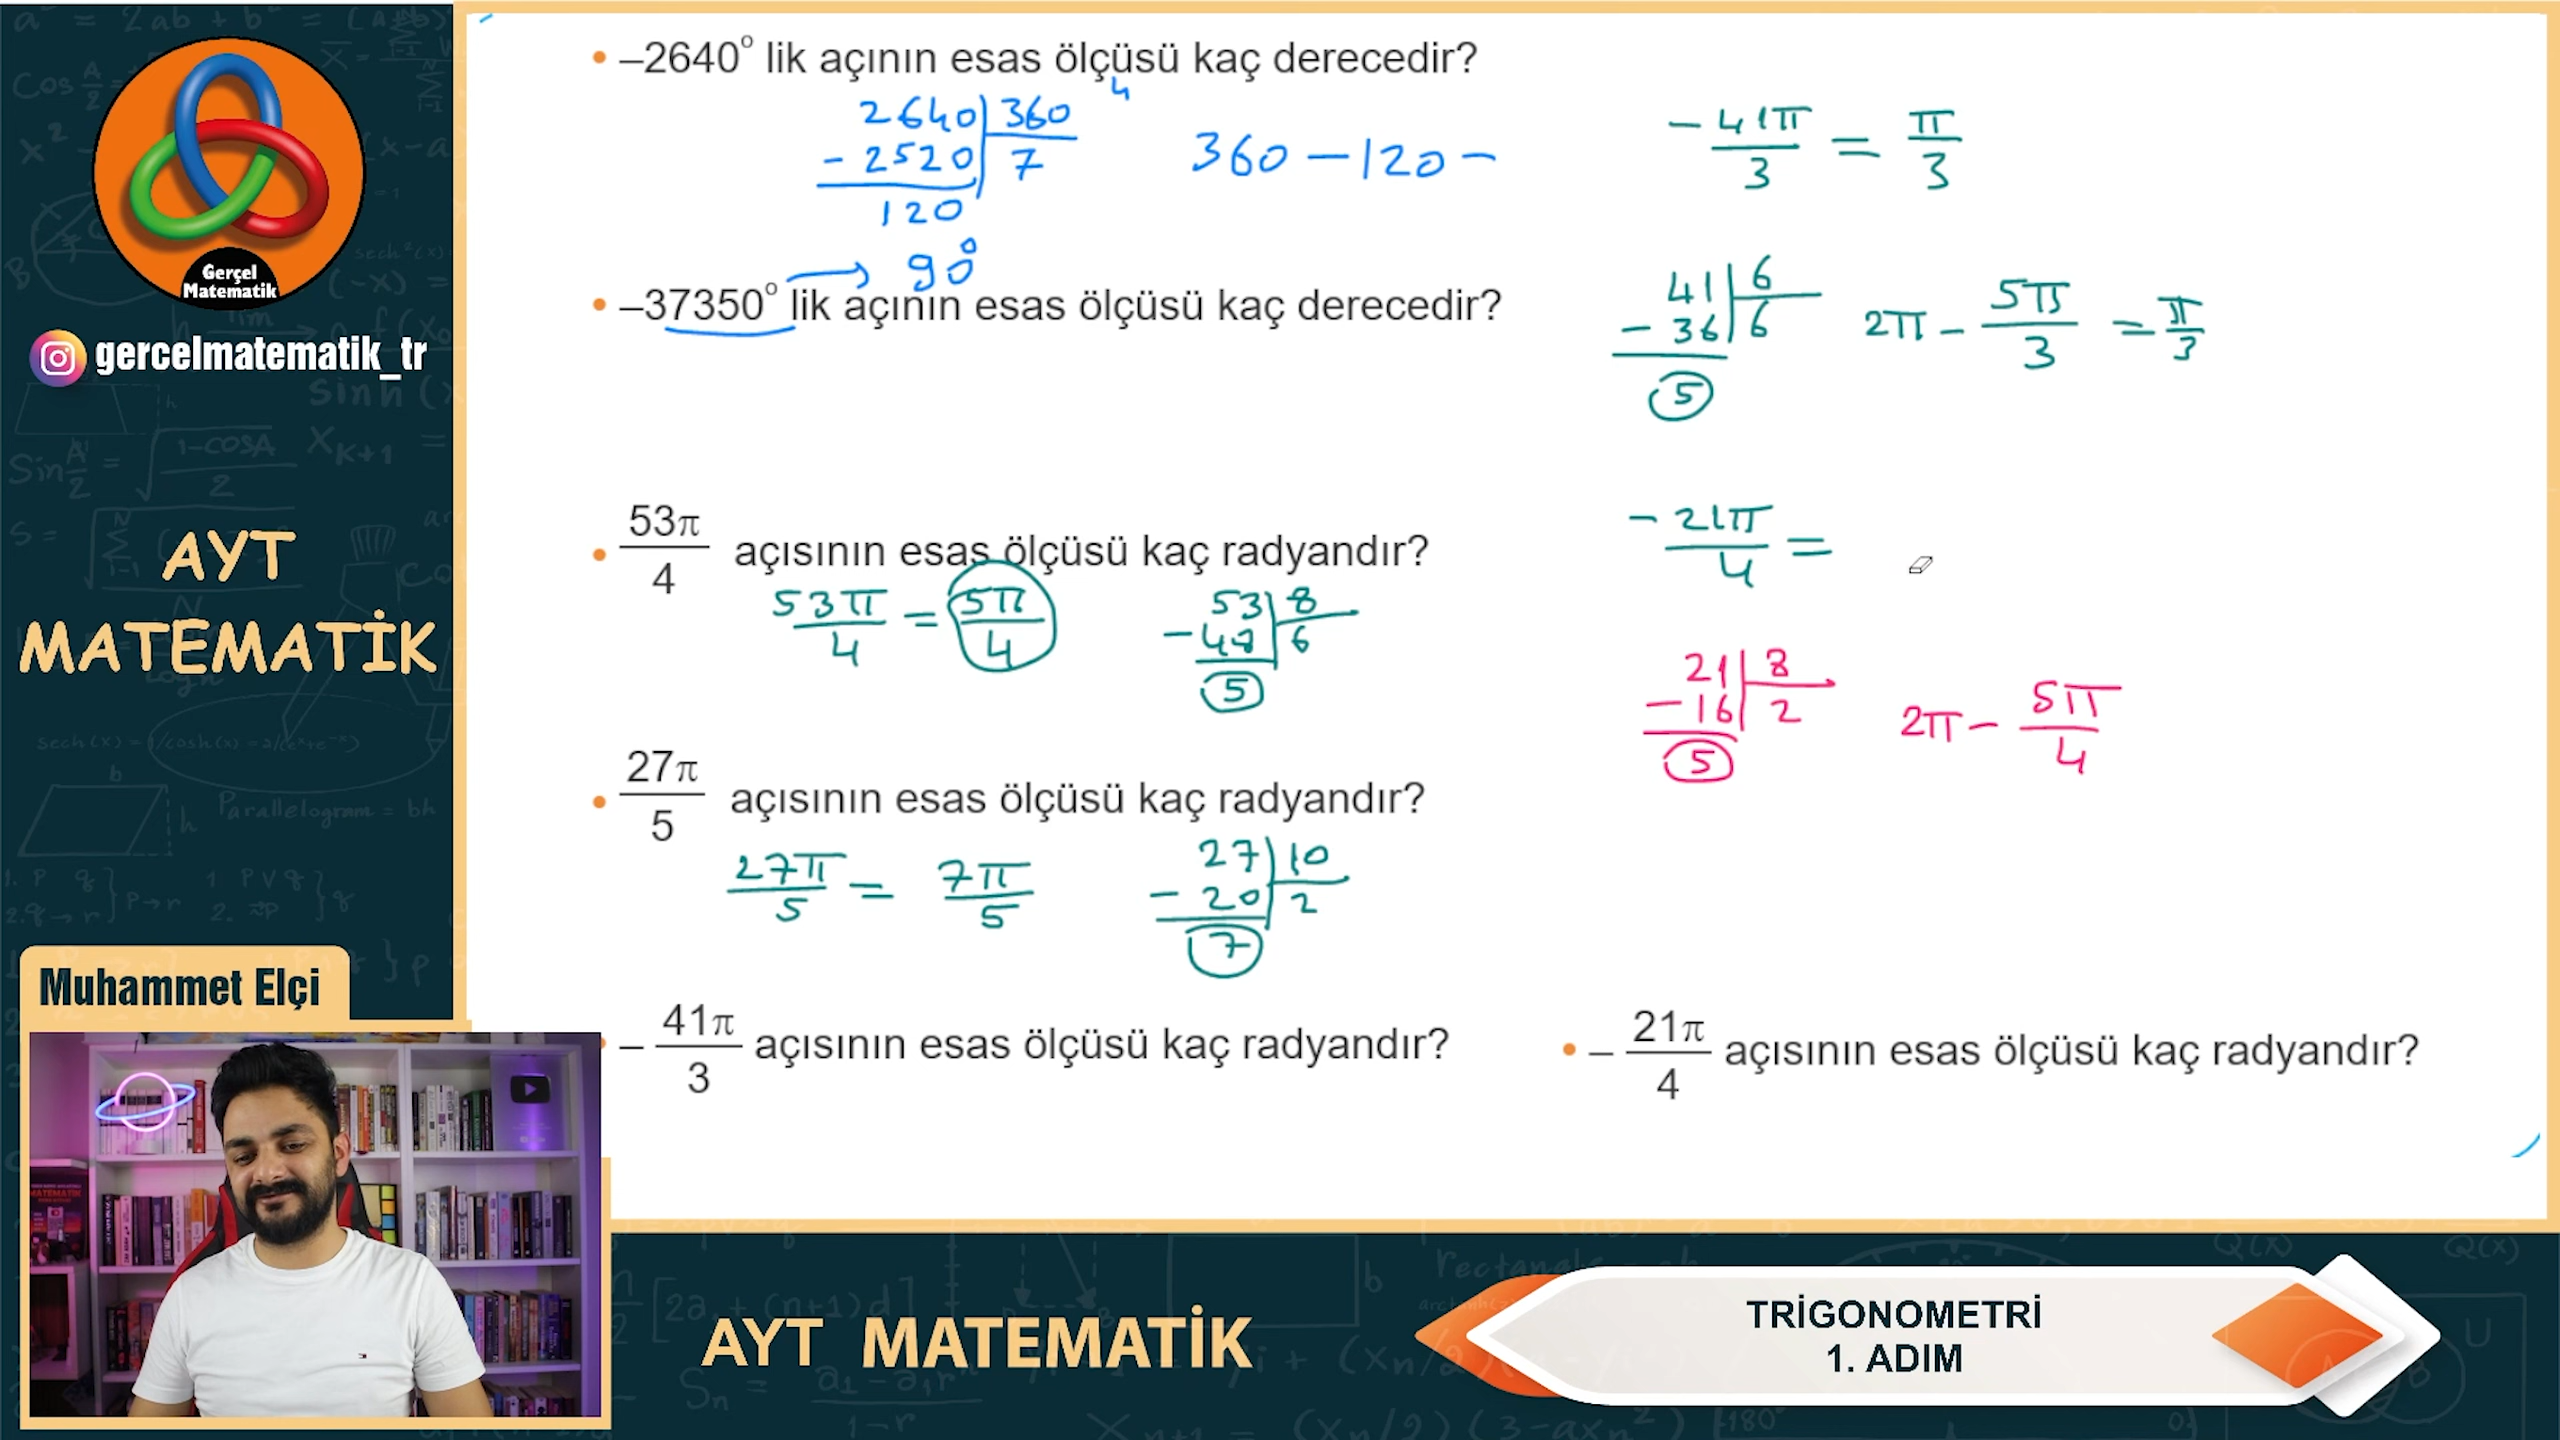 Gerçel
Matematik
gercelmatematik_tr
AYT
MATEMATİK
Muhammet Elçi
• –2640° lik açının esas ölçüsü kaç derecedir?
4
2640 360
- 2520 7
120
360 - 120 -
90°
• –37350° lik açının esas ölçüsü kaç derecedir?
• 53π/4 açısının esas ölçüsü kaç radyandır?
53π/4 = 5π/4
53 8
- 48 6
5
• 27π/5 açısının esas ölçüsü kaç radyandır?
27π/5 = 7π/5
27 10
- 20 2
7
– 41π/3 açısının esas ölçüsü kaç radyandır?
- 41π/3 = π/3
41 6
- 36 6
5
2π - 5π/3 = π/3
- 21π/4 =
21 8
- 16 2
5
2π - 5π/4
• – 21π/4 açısının esas ölçüsü kaç radyandır?
AYT MATEMATİK
TRİGONOMETRİ
1. ADIM